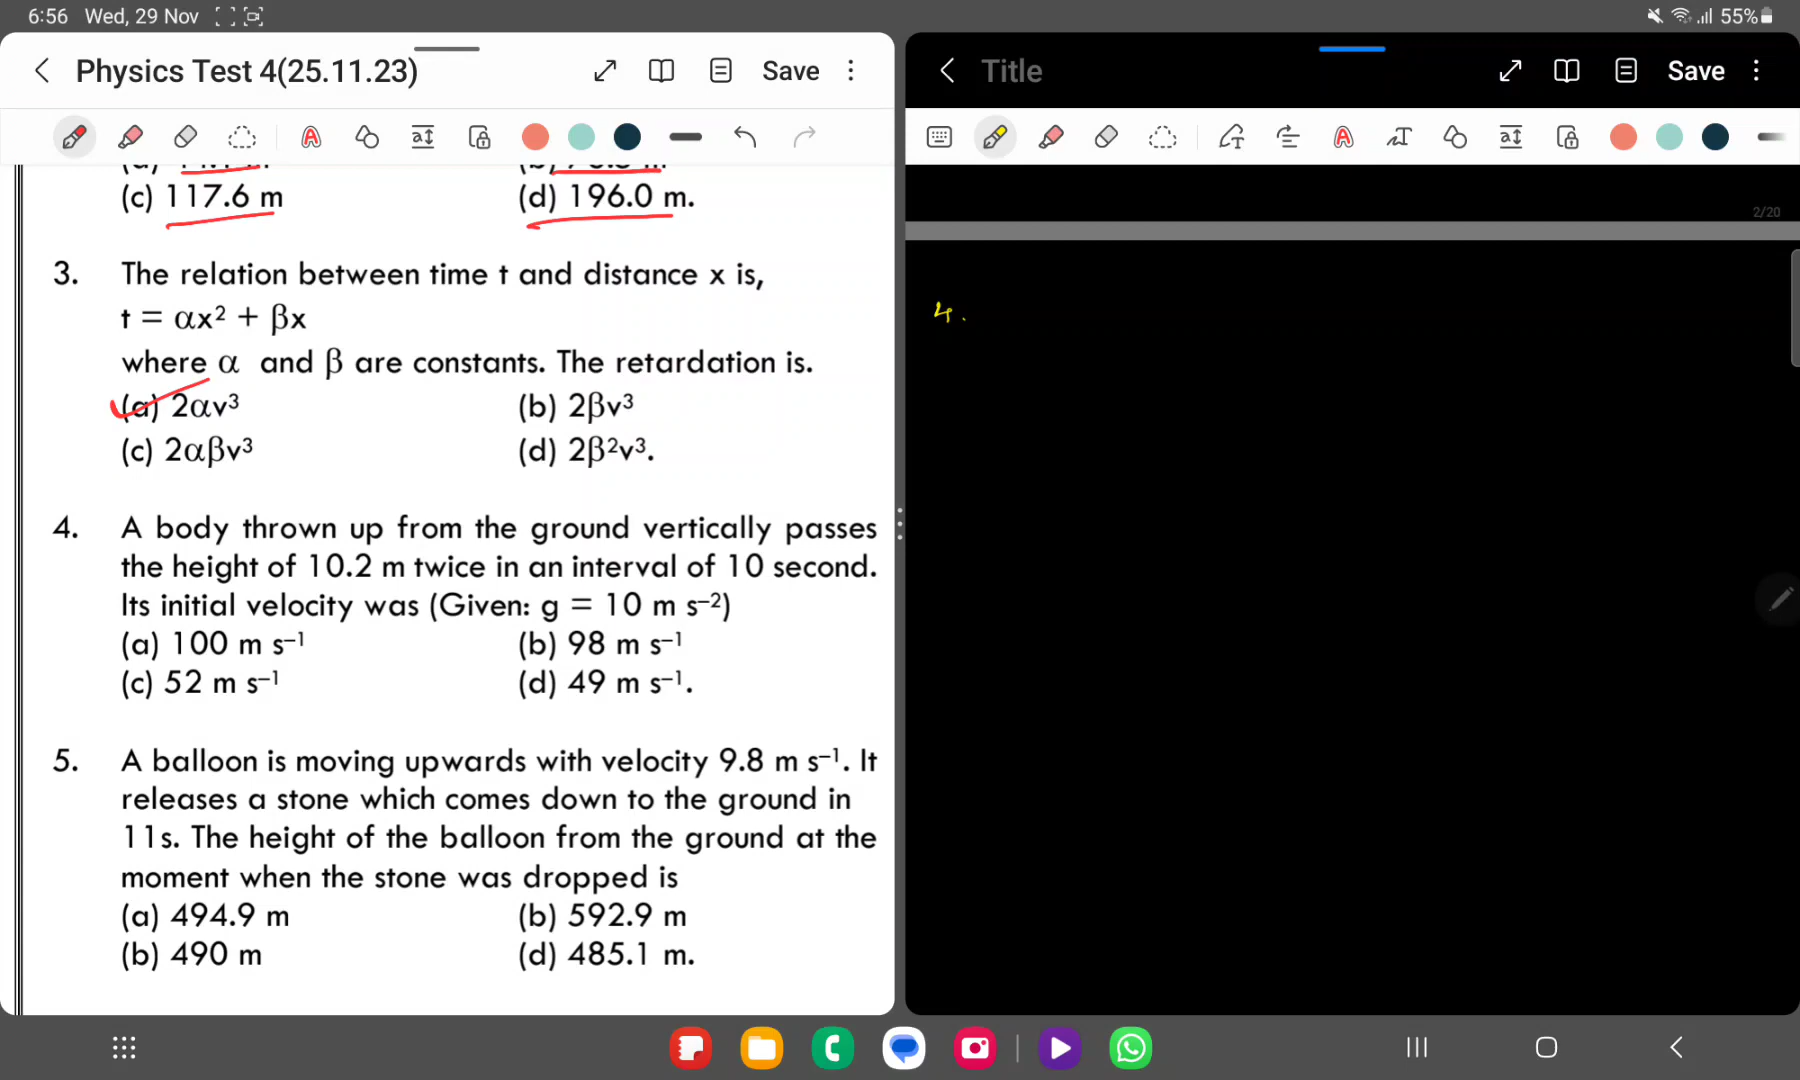 6:56 Wed, 29 Nov
55%
Physics Test 4(25.11.23)
Save
Title
Save
(c) 117.6 m
(d) 196.0 m.
2/20
3. The relation between time t and distance x is,
t = αx² + βx
where α and β are constants. The retardation is.
(a) 2αv³
(b) 2βv³
(c) 2αβv³
(d) 2β²v³.
4. A body thrown up from the ground vertically passes
the height of 10.2 m twice in an interval of 10 second.
Its initial velocity was (Given: g = 10 m s⁻²)
(a) 100 m s⁻¹
(b) 98 m s⁻¹
(c) 52 m s⁻¹
(d) 49 m s⁻¹.
5. A balloon is moving upwards with velocity 9.8 m s⁻¹. It
releases a stone which comes down to the ground in
11s. The height of the balloon from the ground at the
moment when the stone was dropped is
(a) 494.9 m
(b) 592.9 m
(b) 490 m
(d) 485.1 m.
4.